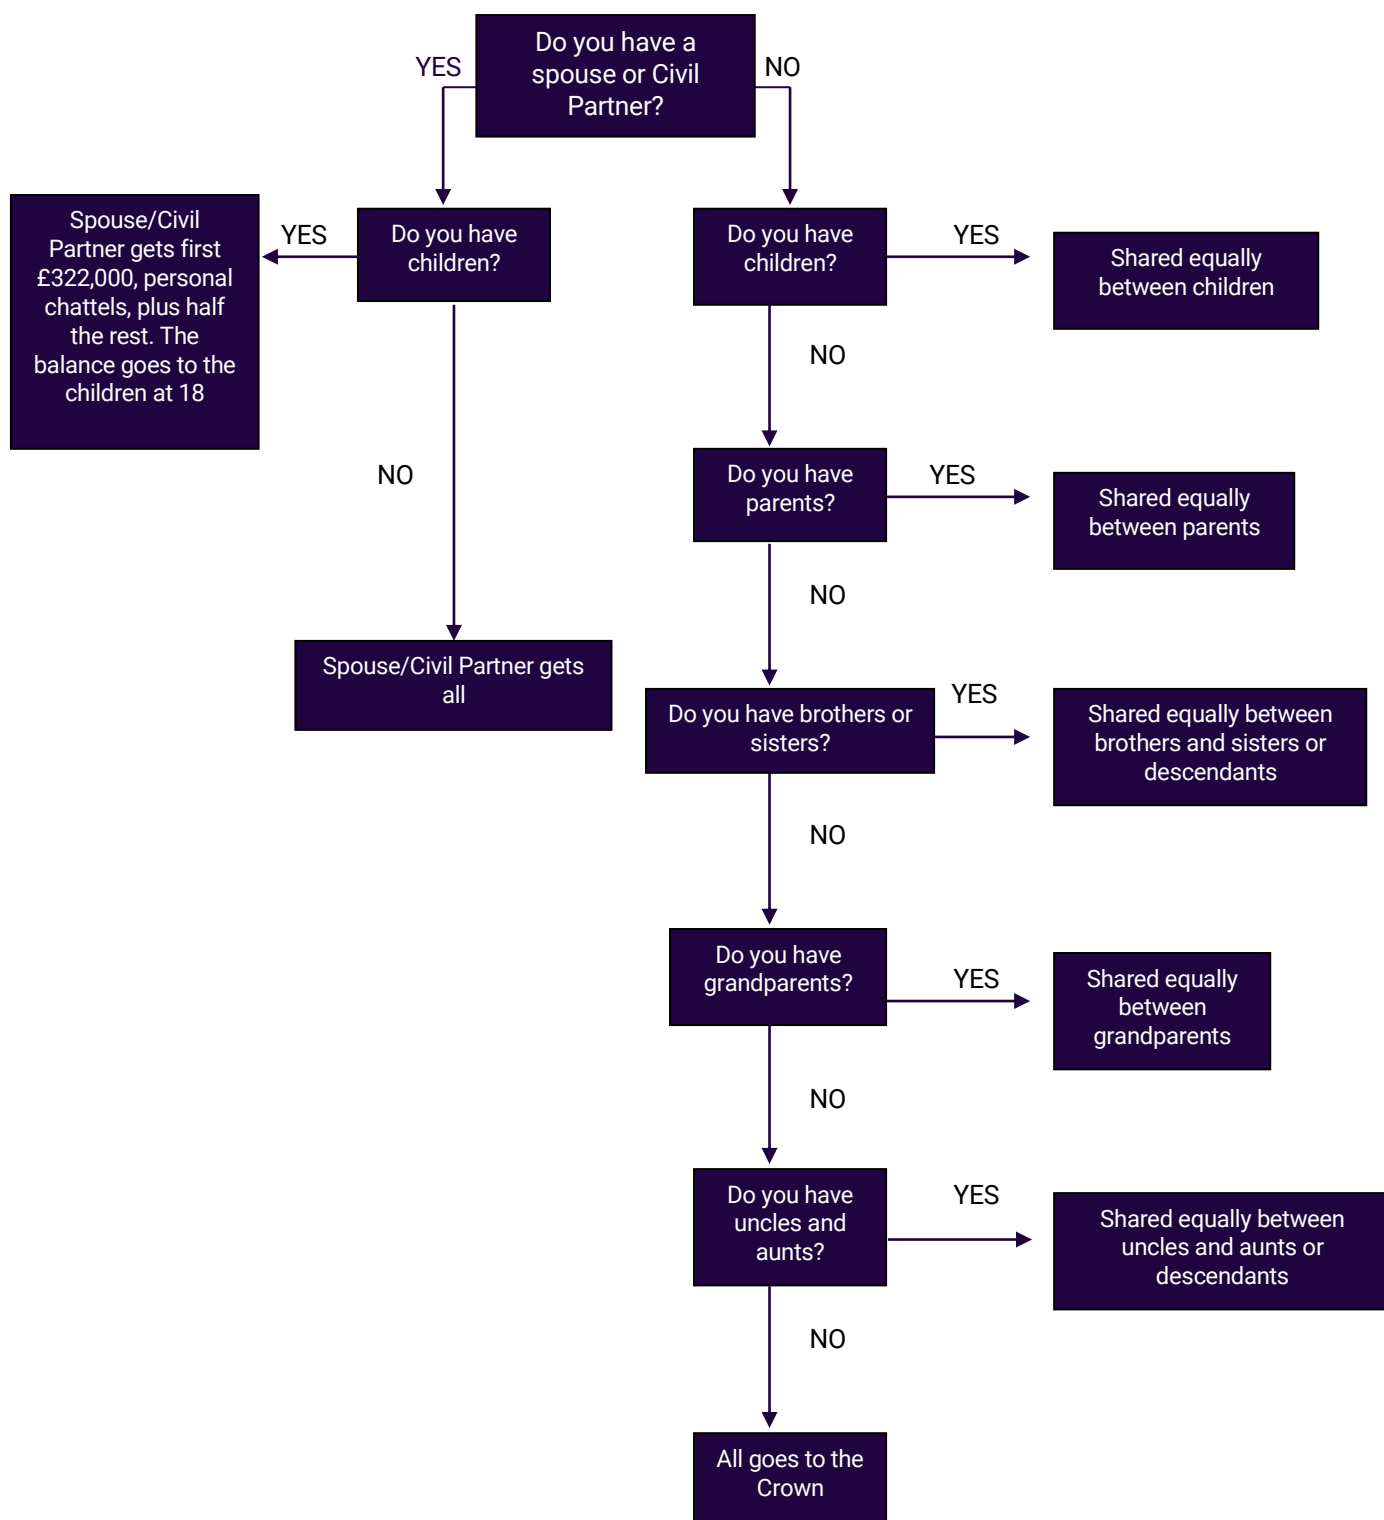 Do you have a
spouse or Civil
Partner?
YES
NO
Spouse/Civil
Partner gets first
£322,000, personal
chattels, plus half
the rest. The
balance goes to the
children at 18
YES
Do you have
children?
Do you have
children?
YES
Shared equally
between children
NO
NO
Do you have
parents?
YES
Shared equally
between parents
NO
Spouse/Civil Partner gets
all
Do you have brothers or
sisters?
YES
Shared equally between
brothers and sisters or
descendants
NO
Do you have
grandparents?
YES
Shared equally
between
grandparents
NO
Do you have
uncles and
aunts?
YES
Shared equally between
uncles and aunts or
descendants
NO
All goes to the
Crown